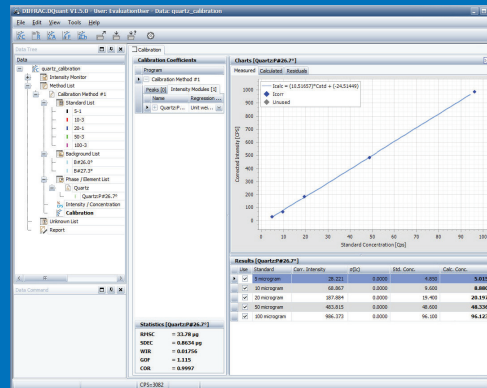 DIFFRAC.DQuant V1.5.0 - User: EvaluationUser - Data: quartz_calibration
File Edit View Tools Help
Data Tree
Data
quartz_calibration
Intensity Monitor
Method List
Calibration Method #1
Standard List
5-1
10-3
20-1
50-3
100-3
Background List
B#26.0°
B#27.3°
Phase / Element List
Quartz
Quartz:P#26.7°
Intensity / Concentration
Calibration
Unknown List
Report
Data Command
Calibration
Calibration Coefficients
Program
Calibration Method #1
Peaks [0] Intensity Modules [1]
Name Regression ...
Quartz:P... Unit wei...
Statistics [Quartz:P#26.7°]
RMSC = 33.78 µg
SDEC = 0.8634 µg
WIR = 0.01756
GOF = 1.115
COR = 0.9997
Charts [Quartz:P#26.7°]
Measured Calculated Residuals
Icalc = (10.51657)*Cstd + (-24.51449)
Icorr
Unused
Corrected Intensity [CPS]
1000
900
800
700
600
500
400
300
200
100
0
0 10 20 30 40 50 60 70 80 90 100
Standard Concentration [Cps]
Results [Quartz:P#26.7°]
Use Standard Corr. Intensity σ(Ic) Std. Conc. Calc. Conc.
5 microgram 28.221 0.0000 4.850 5.015
10 microgram 68.867 0.0000 9.600 8.880
20 microgram 187.884 0.0000 19.400 20.197
50 microgram 483.815 0.0000 48.600 48.336
100 microgram 986.373 0.0000 96.100 96.123
CPS=3082